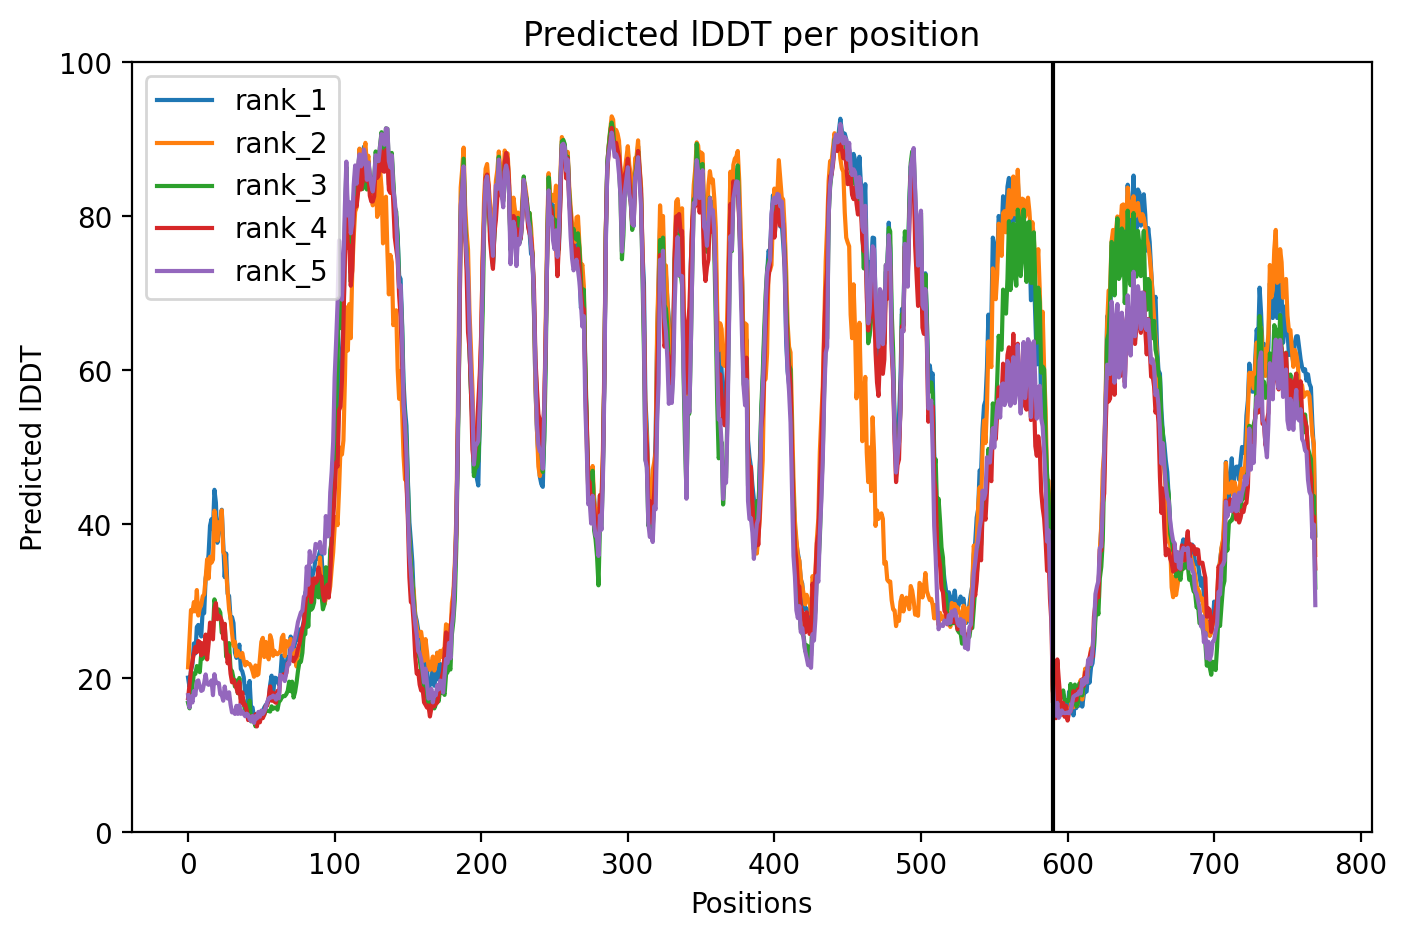 Predicted lDDT per position
100
80
60
40
20
0
Predicted lDDT
rank_1
rank_2
rank_3
rank_4
rank_5
0 100 200 300 400 500 600 700 800
Positions